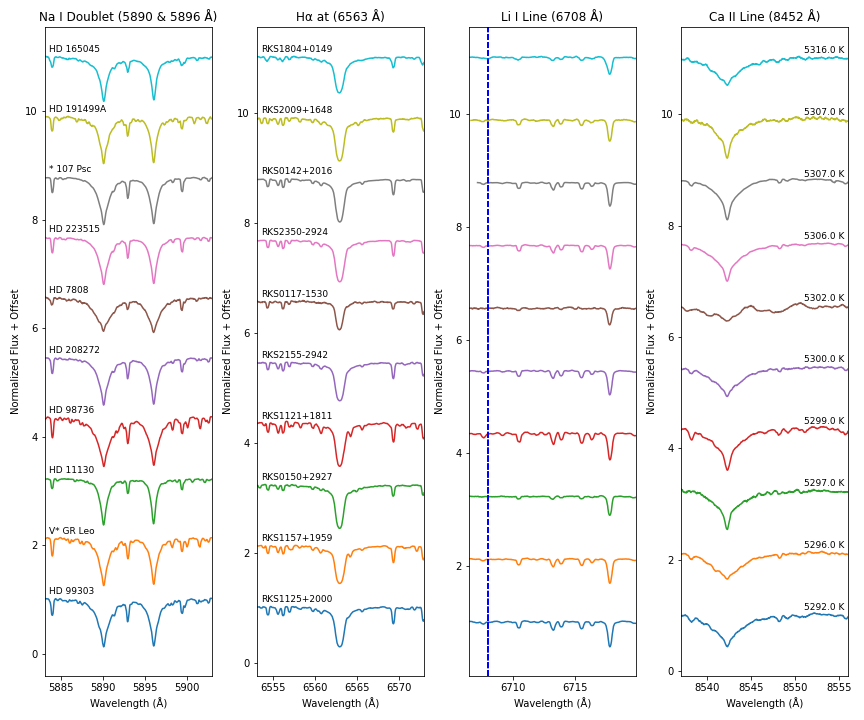 Na I Doublet (5890 & 5896 Å)
Hα at (6563 Å)
Li I Line (6708 Å)
Ca II Line (8452 Å)
HD 165045
RKS1804+0149
5316.0 K
HD 191499A
RKS2009+1648
5307.0 K
* 107 Psc
RKS0142+2016
5307.0 K
HD 223515
RKS2350-2924
5306.0 K
HD 7808
RKS0117-1530
5302.0 K
HD 208272
RKS2155-2942
5300.0 K
HD 98736
RKS1121+1811
5299.0 K
HD 11130
RKS0150+2927
5297.0 K
V* GR Leo
RKS1157+1959
5296.0 K
HD 99303
RKS1125+2000
5292.0 K
Normalized Flux + Offset
Normalized Flux + Offset
Normalized Flux + Offset
Normalized Flux + Offset
10
8
6
4
2
0
10
8
6
4
2
0
10
8
6
4
2
10
8
6
4
2
0
5885 5890 5895 5900
6555 6560 6565 6570
6710 6715
8540 8545 8550 8555
Wavelength (Å)
Wavelength (Å)
Wavelength (Å)
Wavelength (Å)